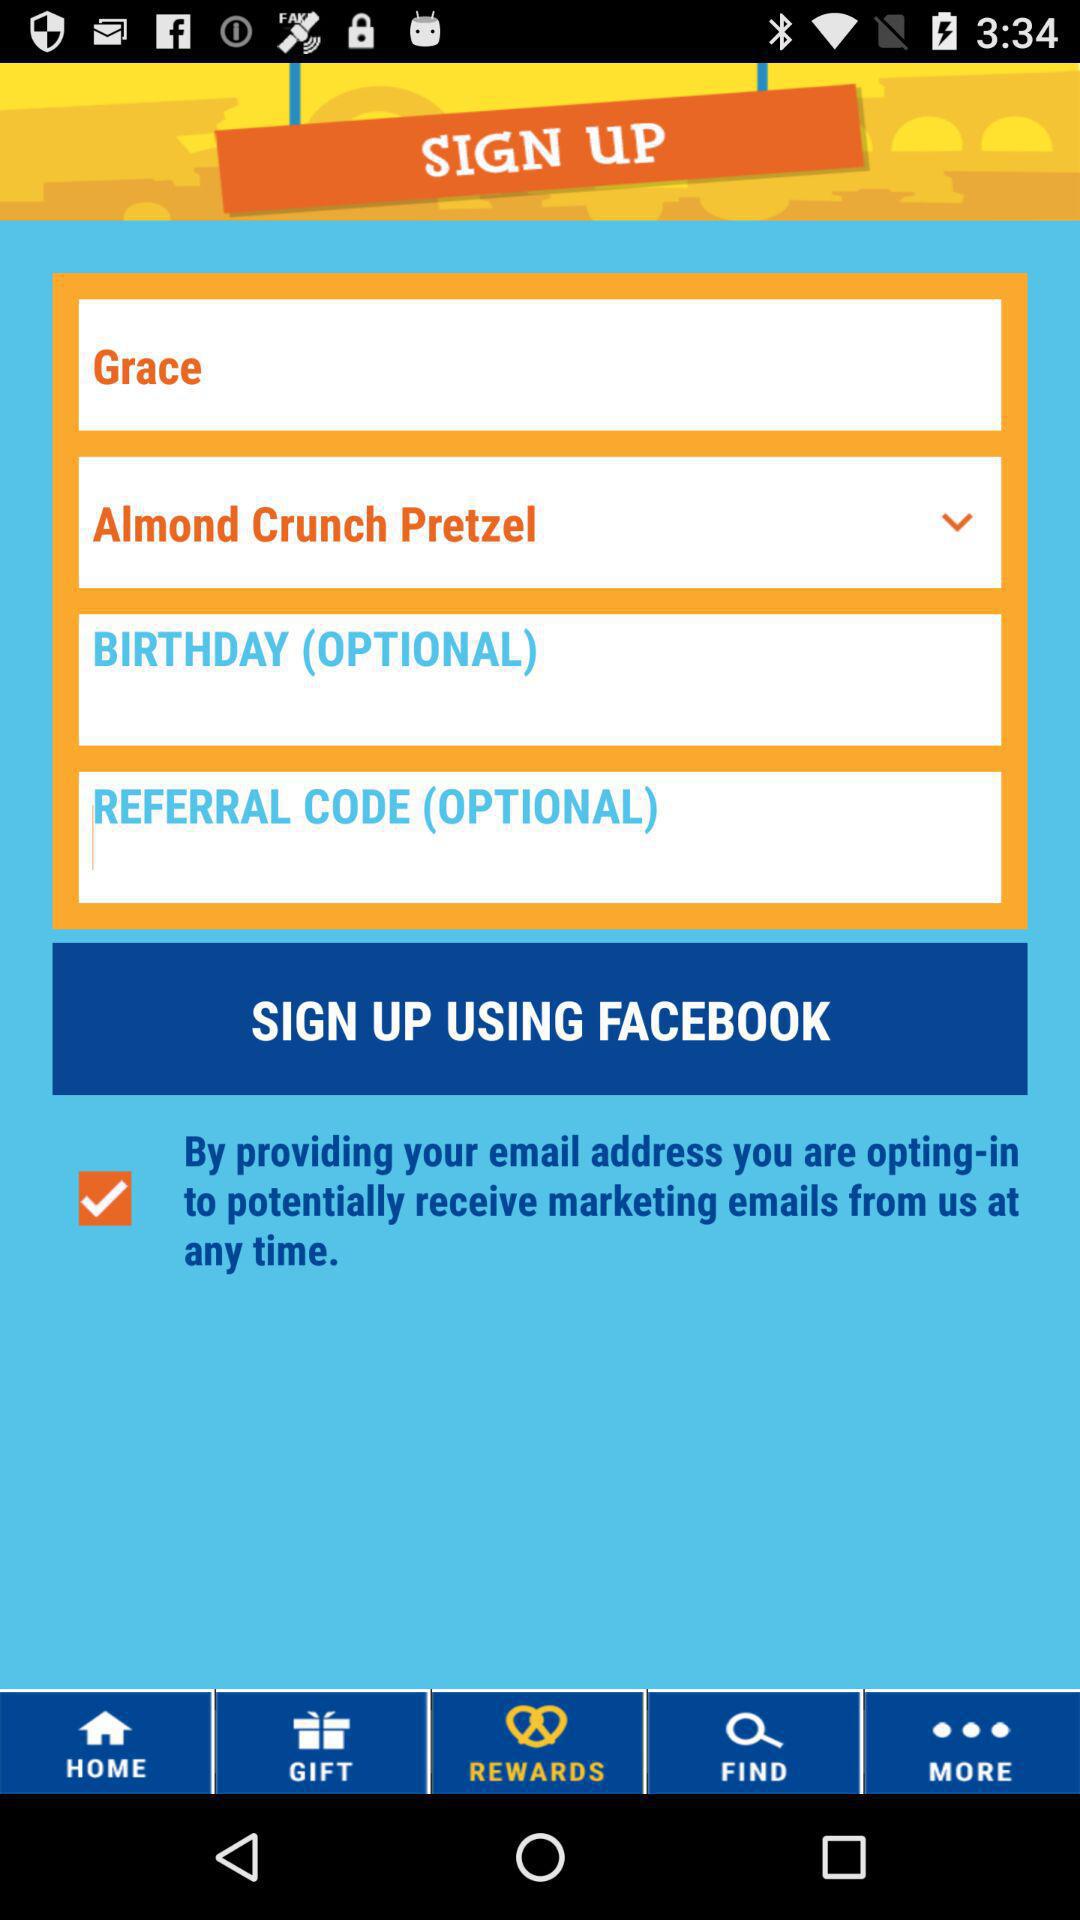 FAKE
3:34
SIGN UP
Grace
Almond Crunch Pretzel
BIRTHDAY (OPTIONAL)
REFERRAL CODE (OPTIONAL)
SIGN UP USING FACEBOOK
By providing your email address you are opting-in
to potentially receive marketing emails from us at
any time.
HOME
GIFT
REWARDS
FIND
MORE